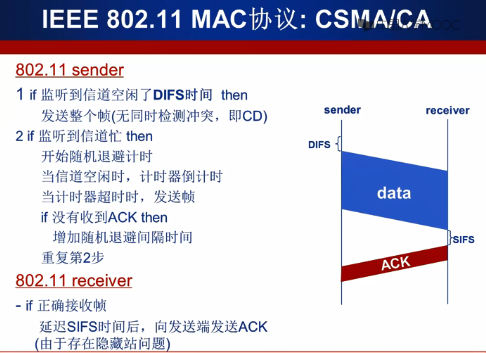 IEEE 802.11 MAC协议: CSMA/CA
802.11 sender
1 if 监听到信道空闲了DIFS时间 then
发送整个帧(无同时检测冲突，即CD)
2 if 监听到信道忙 then
开始随机退避计时
当信道空闲时，计时器倒计时
当计时器超时时，发送帧
if 没有收到ACK then
增加随机退避间隔时间
重复第2步
802.11 receiver
- if 正确接收帧
延迟SIFS时间后，向发送端发送ACK
(由于存在隐藏站问题)
sender
receiver
DIFS
data
SIFS
ACK